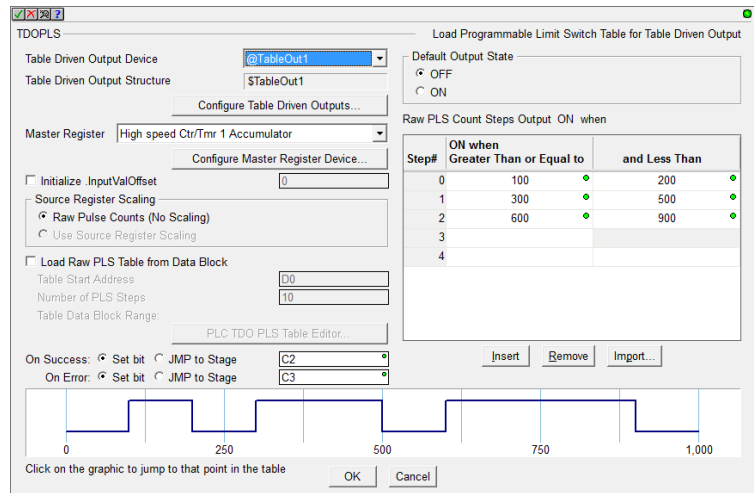 ?
TDOPLS
Load Programmable Limit Switch Table for Table Driven Output
Table Driven Output Device
@TableOut1
Table Driven Output Structure
$TableOut1
Configure Table Driven Outputs...
Master Register
High speed Ctr/Tmr 1 Accumulator
Configure Master Register Device...
Initialize .InputValOffset
0
Source Register Scaling
Raw Pulse Counts (No Scaling)
Use Source Register Scaling
Load Raw PLS Table from Data Block
Table Start Address
D0
Number of PLS Steps
10
Table Data Block Range:
PLC TDO PLS Table Editor...
On Success: Set bit JMP to Stage C2
On Error: Set bit JMP to Stage C3
Default Output State
OFF
ON
Raw PLS Count Steps Output ON when
Step# ON when Greater Than or Equal to and Less Than
0 100 200
1 300 500
2 600 900
3
4
Insert Remove Import...
0 250 500 750 1,000
Click on the graphic to jump to that point in the table
OK Cancel